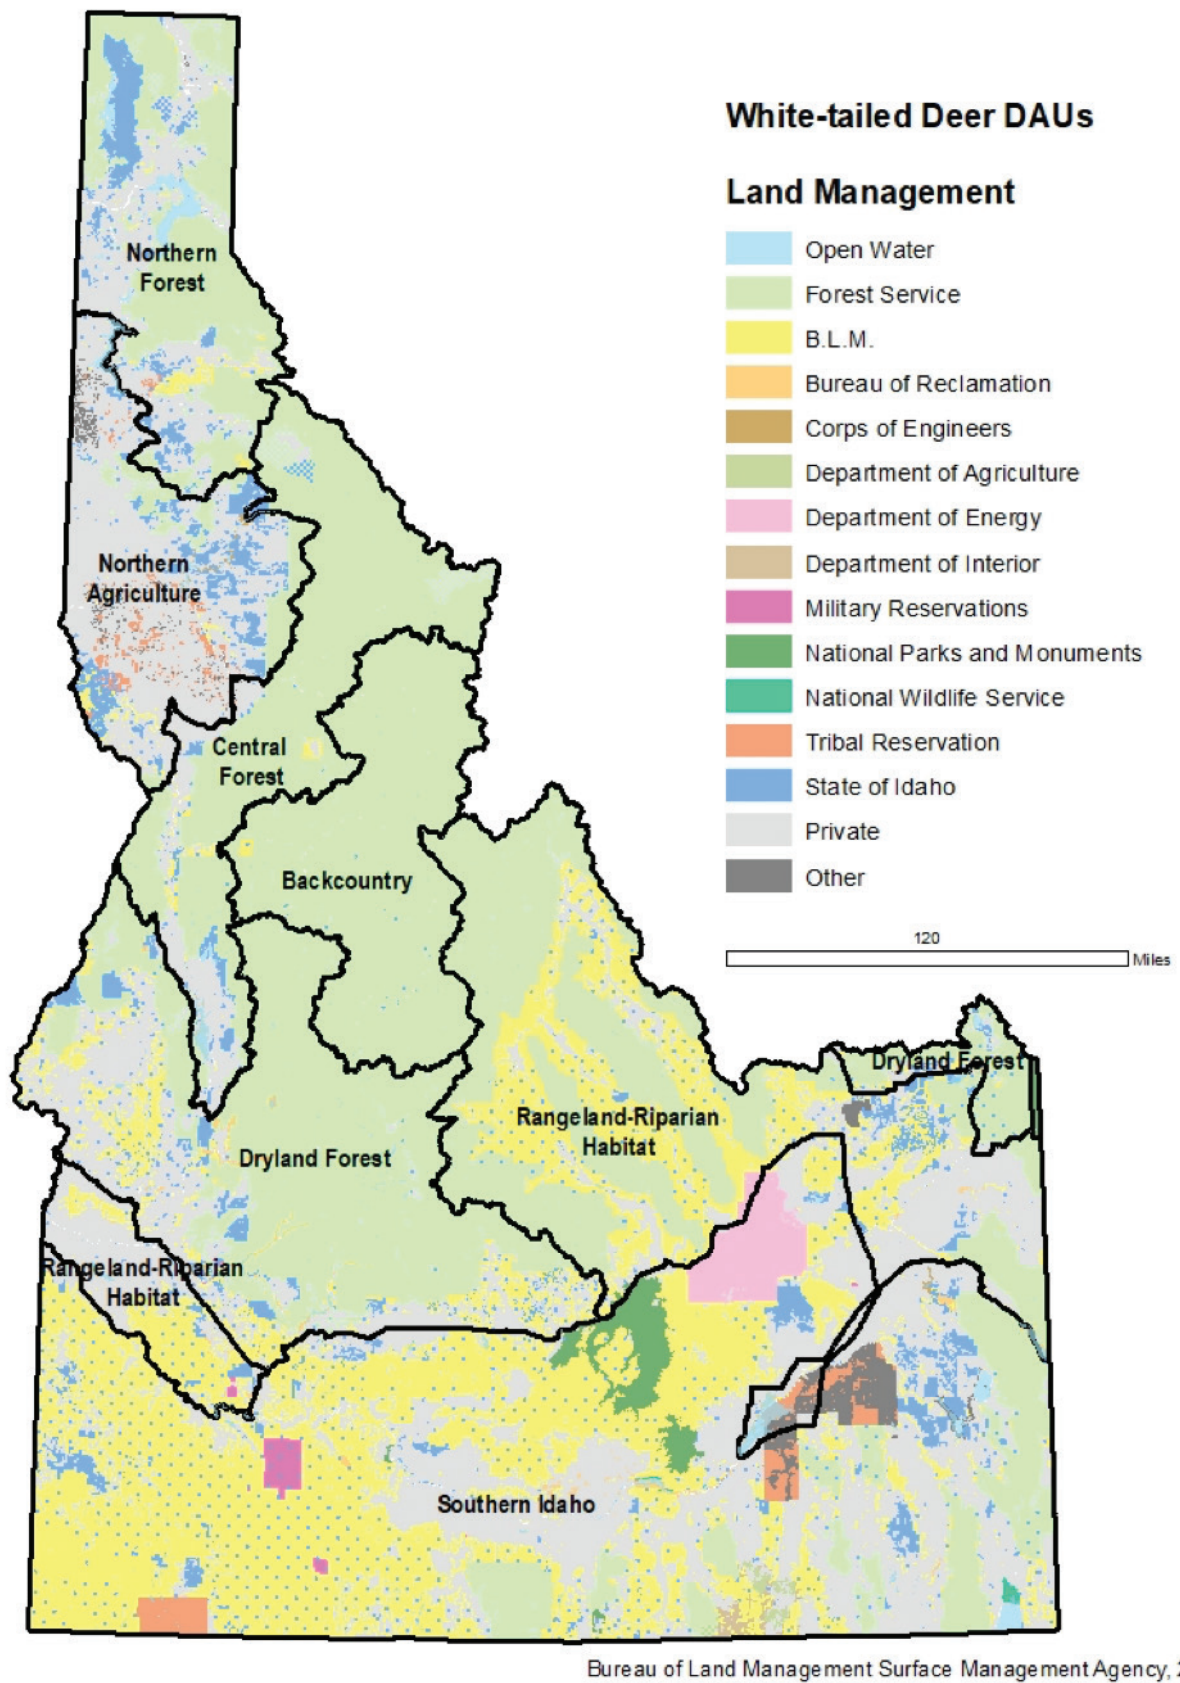 White-tailed Deer DAUs
Land Management
Open Water
Forest Service
B.L.M.
Bureau of Reclamation
Corps of Engineers
Department of Agriculture
Department of Energy
Department of Interior
Military Reservations
National Parks and Monuments
National Wildlife Service
Tribal Reservation
State of Idaho
Private
Other
120
Miles
Northern
Forest
Northern
Agriculture
Central
Forest
Backcountry
Dryland Forest
Rangeland-Riparian
Habitat
Dryland Forest
Rangeland-Riparian
Habitat
Southern Idaho
Bureau of Land Management Surface Management Agency,